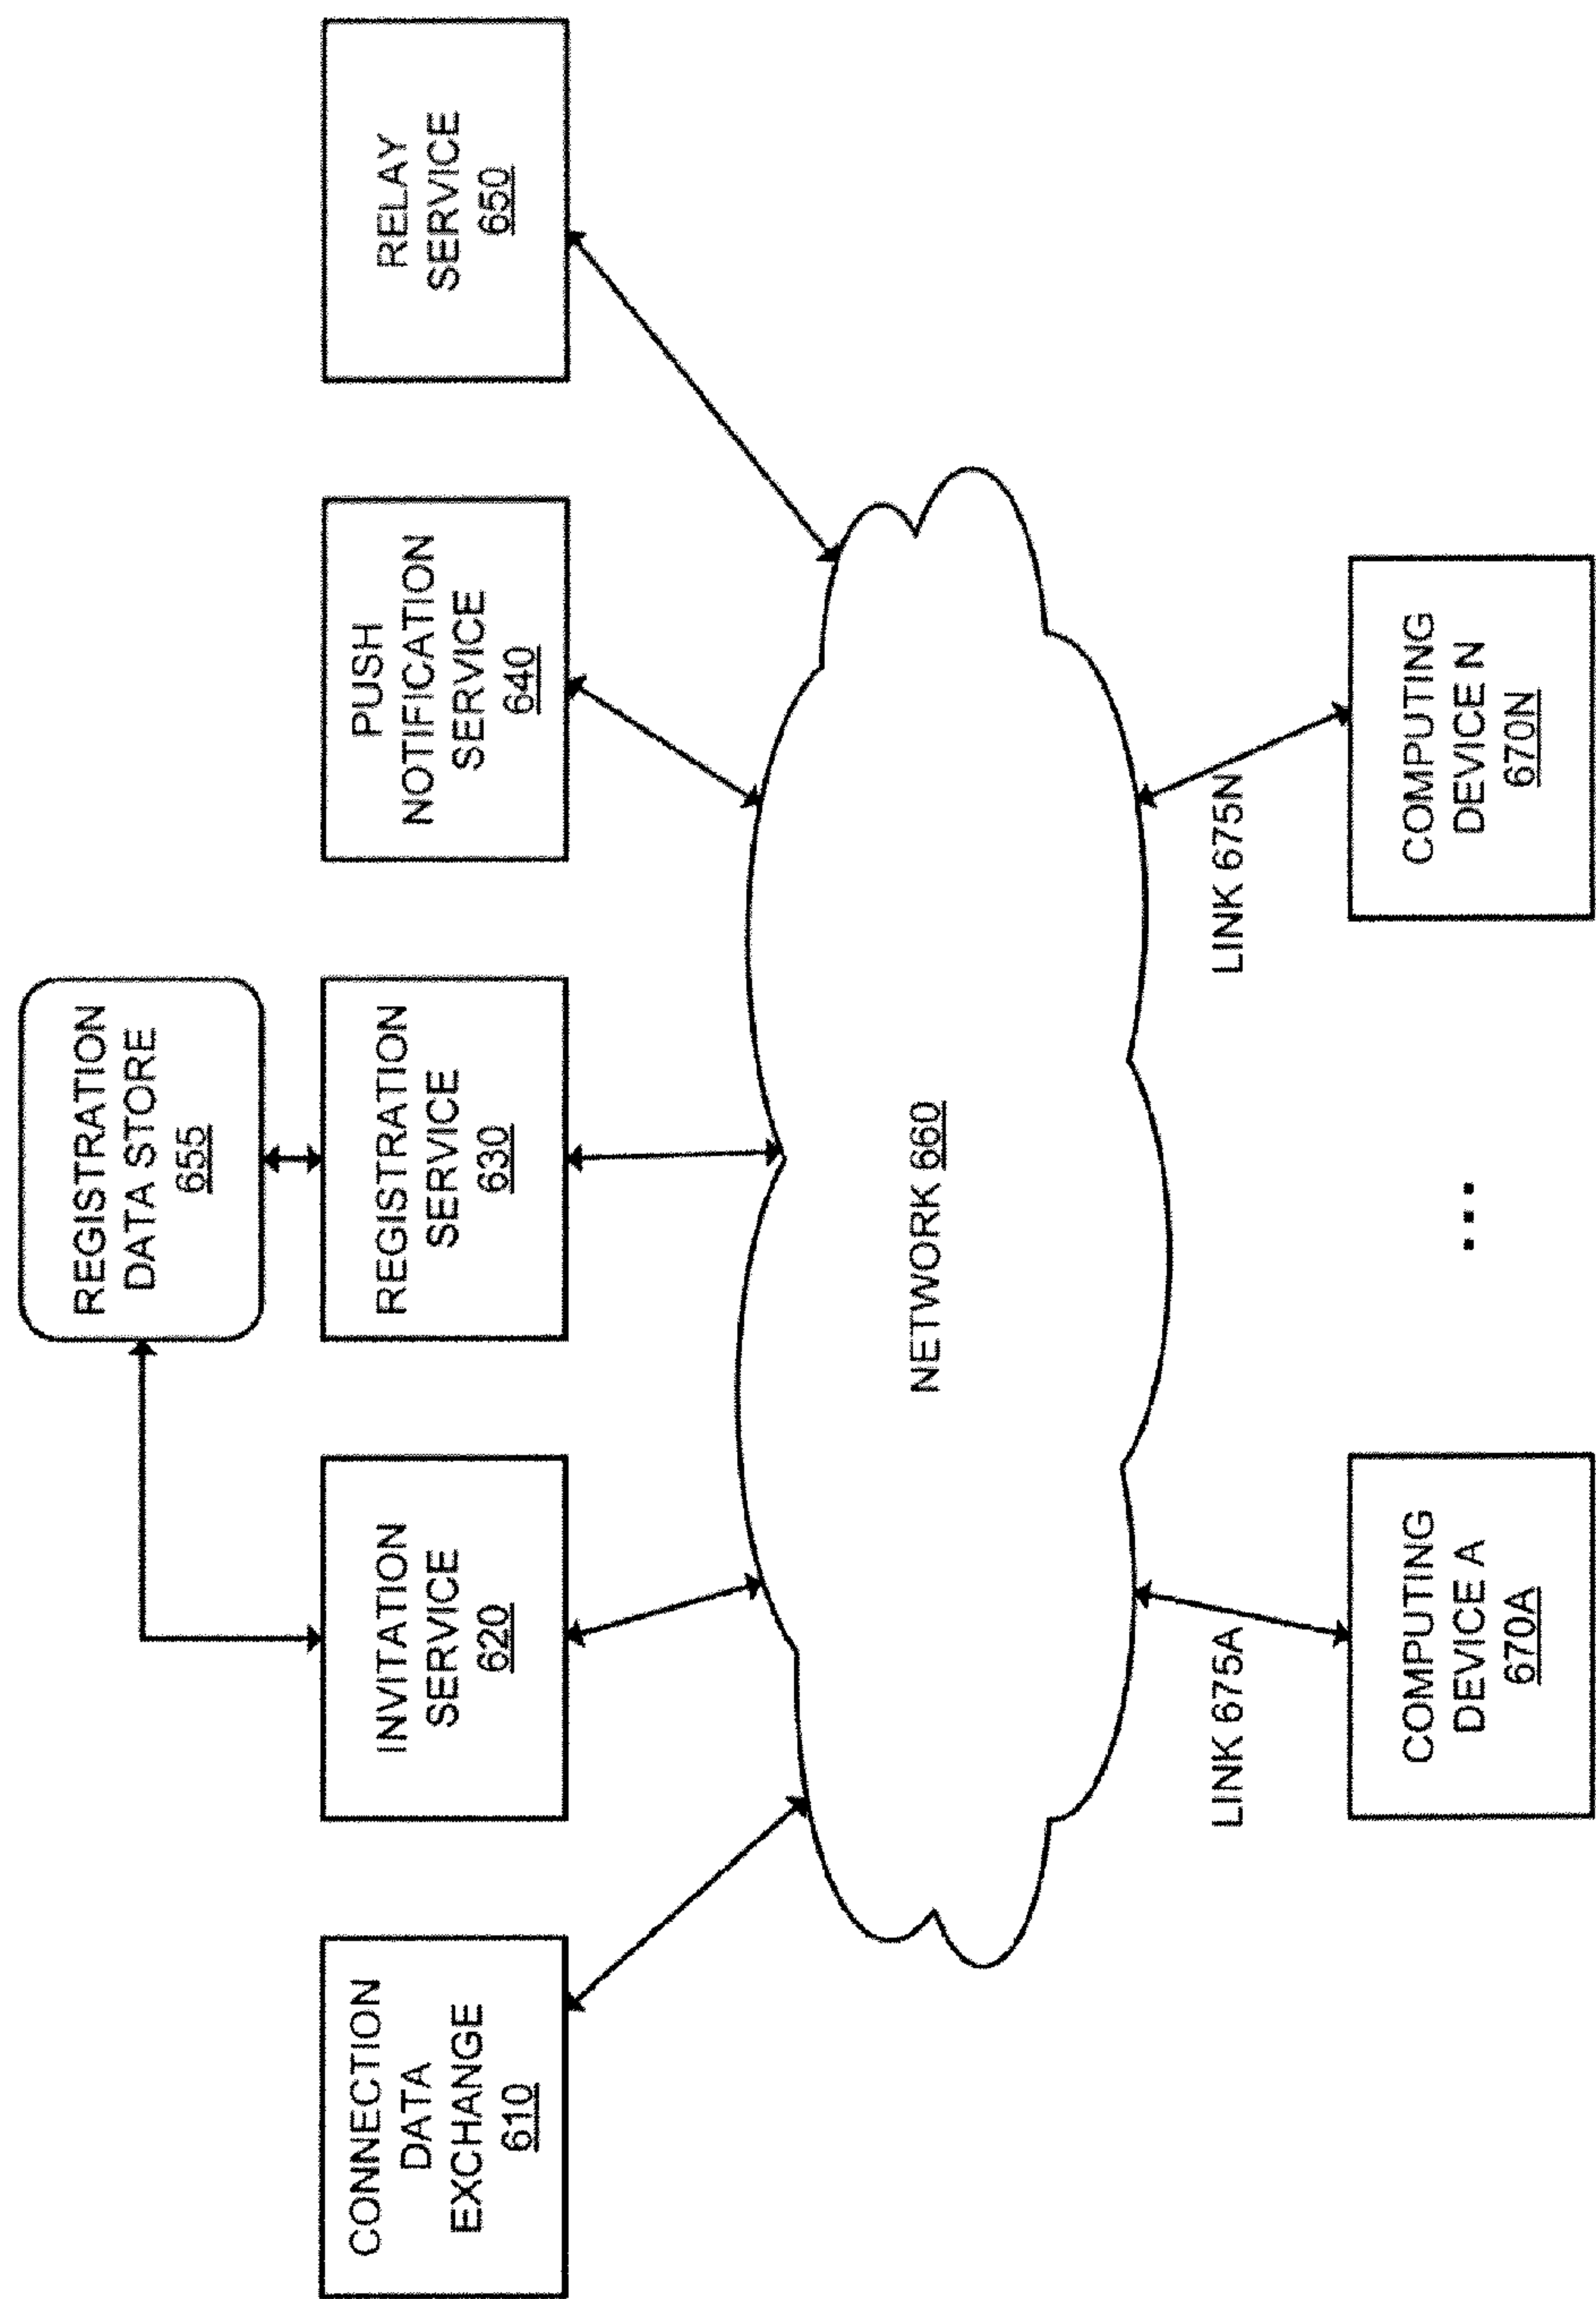 REGISTRATION
DATA STORE
655
CONNECTION
DATA
EXCHANGE
610
INVITATION
SERVICE
620
REGISTRATION
SERVICE
630
PUSH
NOTIFICATION
SERVICE
640
RELAY
SERVICE
650
NETWORK 660
LINK 675A
LINK 675N
COMPUTING
DEVICE A
670A
...
COMPUTING
DEVICE N
670N